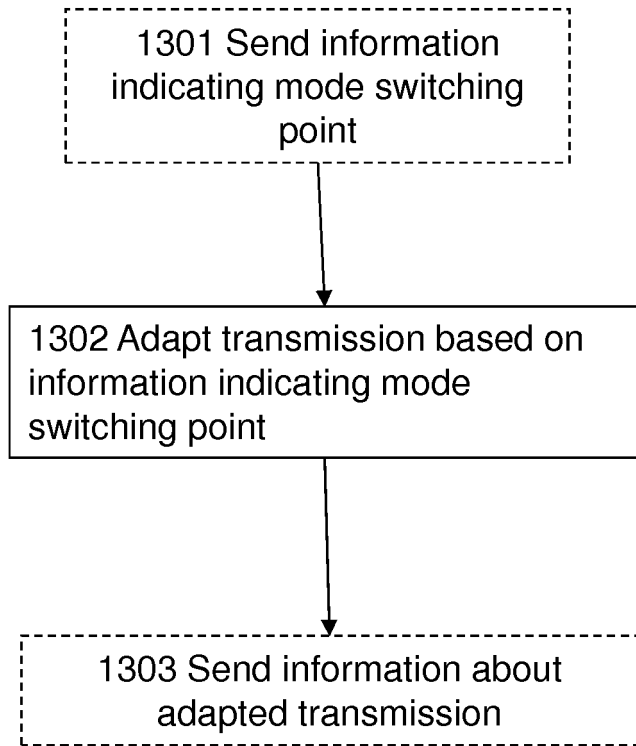 1301 Send information
indicating mode switching
point
1302 Adapt transmission based on
information indicating mode
switching point
1303 Send information about
adapted transmission